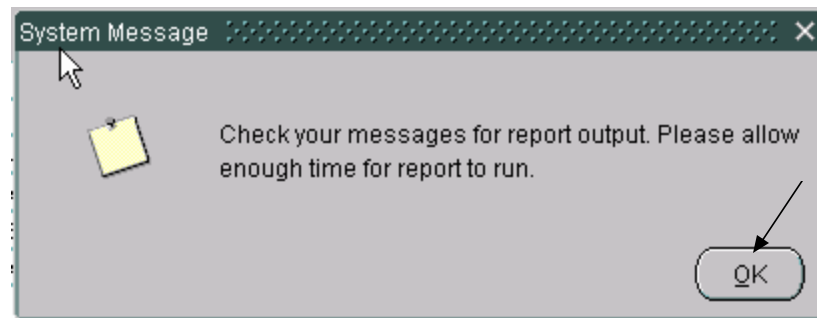 System Message
Check your messages for report output. Please allow
enough time for report to run.
OK